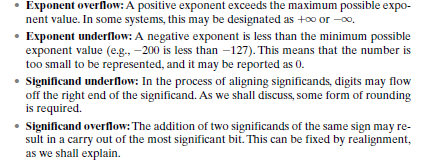 • Exponent overflow: A positive exponent exceeds the maximum possible expo-
nent value. In some systems, this may be designated as +∞ or −∞.
• Exponent underflow: A negative exponent is less than the minimum possible
exponent value (e.g., −200 is less than −127). This means that the number is
too small to be represented, and it may be reported as 0.
• Significand underflow: In the process of aligning significands, digits may flow
off the right end of the significand. As we shall discuss, some form of rounding
is required.
• Significand overflow: The addition of two significands of the same sign may re-
sult in a carry out of the most significant bit. This can be fixed by realignment,
as we shall explain.